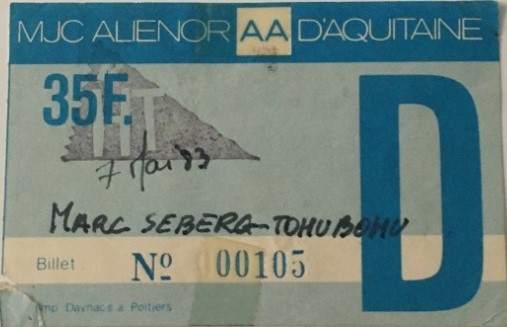 MJC ALIENOR AA D'AQUITAINE
35F.
D
7 Mai 83
MARC SEBERG-TOHUBOHU
Billet Nº 00105
Imp. Daynac à Poitiers